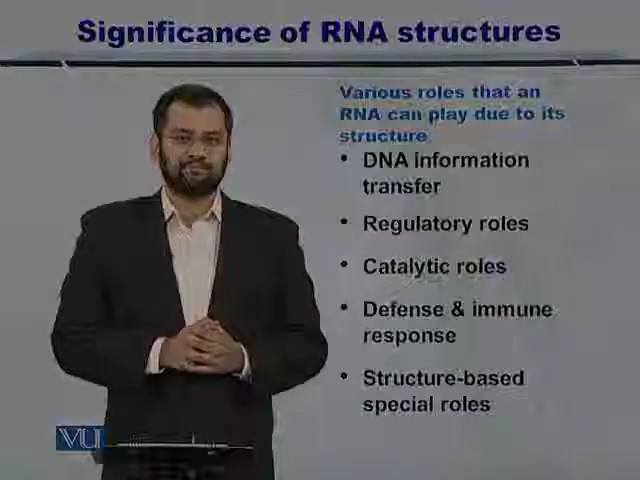 Significance of RNA structures
Various roles that an
RNA can play due to its
structure
• DNA information
transfer
• Regulatory roles
• Catalytic roles
• Defense & immune
response
• Structure-based
special roles
VU